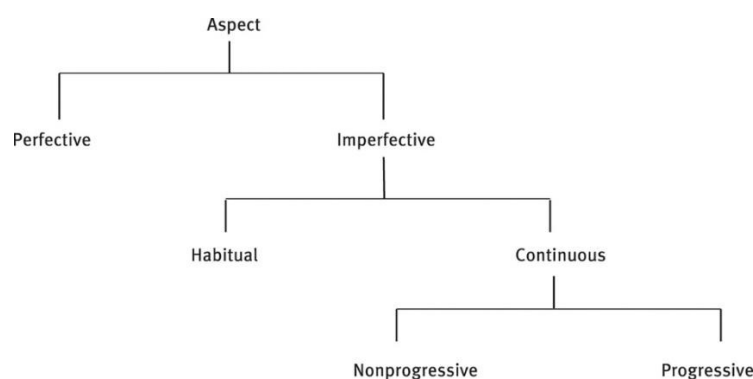 Aspect
Perfective Imperfective
Habitual Continuous
Nonprogressive Progressive